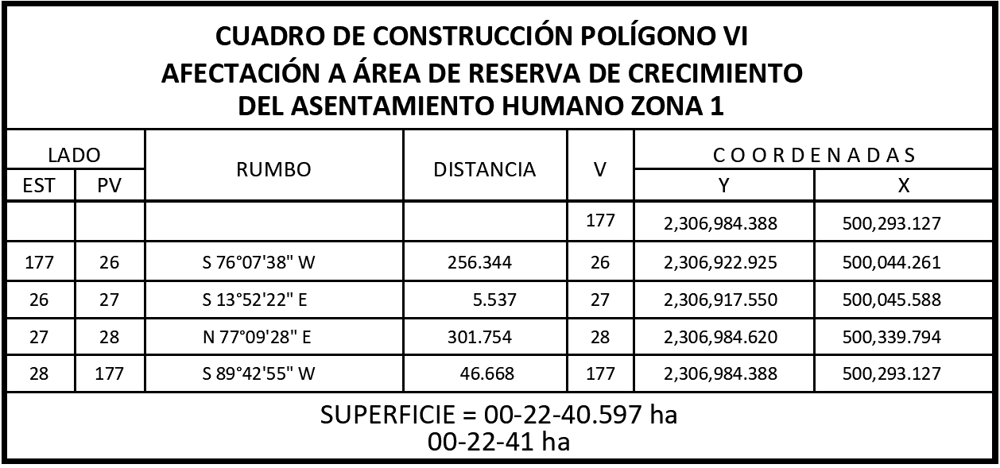 CUADRO DE CONSTRUCCIÓN POLÍGONO VI
AFECTACIÓN A ÁREA DE RESERVA DE CRECIMIENTO
DEL ASENTAMIENTO HUMANO ZONA 1
LADO RUMBO DISTANCIA V C O O R D E N A D A S
EST PV Y X
177 2,306,984.388 500,293.127
177 26 S 76°07'38" W 256.344 26 2,306,922.925 500,044.261
26 27 S 13°52'22" E 5.537 27 2,306,917.550 500,045.588
27 28 N 77°09'28" E 301.754 28 2,306,984.620 500,339.794
28 177 S 89°42'55" W 46.668 177 2,306,984.388 500,293.127
SUPERFICIE = 00-22-40.597 ha
00-22-41 ha